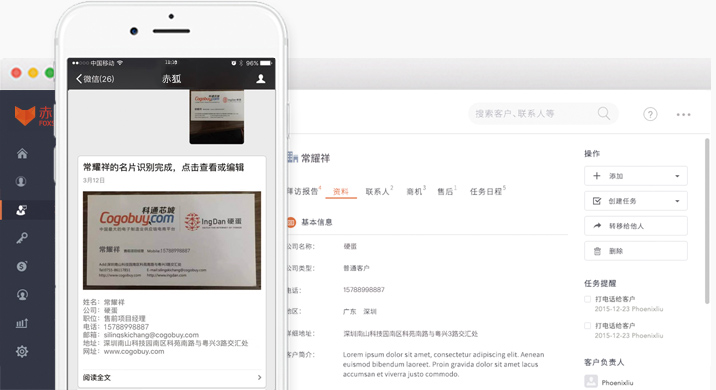 中国移动
96%
微信(26)
赤狐
常耀祥的名片识别完成，点击查看或编辑
3月12日
科通芯城
Cogobuy.com
IngDan 硬蛋
常耀祥
姓名：常耀祥
公司：硬蛋
职位：售前项目经理
电话：15788998887
邮箱：silinqskichang@cogobuy.com
地址：深圳南山科技园南区科苑南路与粤兴3路交汇处
网址：www.cogobuy.com
阅读全文
赤
搜索客户、联系人等
常耀祥
拜访报告
资料
联系人2
商机3
售后1
任务日程5
基本信息
公司名称：
硬蛋
公司类型：
普通客户
电话：
15788998887
地区：
广东 深圳
详细地址：
深圳南山科技园南区科苑南路与粤兴3路交汇处
客户简介：
Lorem ipsum dolor sit amet, consectetur adipiscing elit. Aenean
euismod bibendum laoreet. Proin gravida dolor sit amet lacus
accumsan et viverra justo commodo.
操作
添加
创建任务
转移给他人
删除
任务提醒
打电话给客户
2015-12-23 Phoenixliu
打电话给客户
2015-12-23 Phoenixliu
客户负责人
Phoenixliu